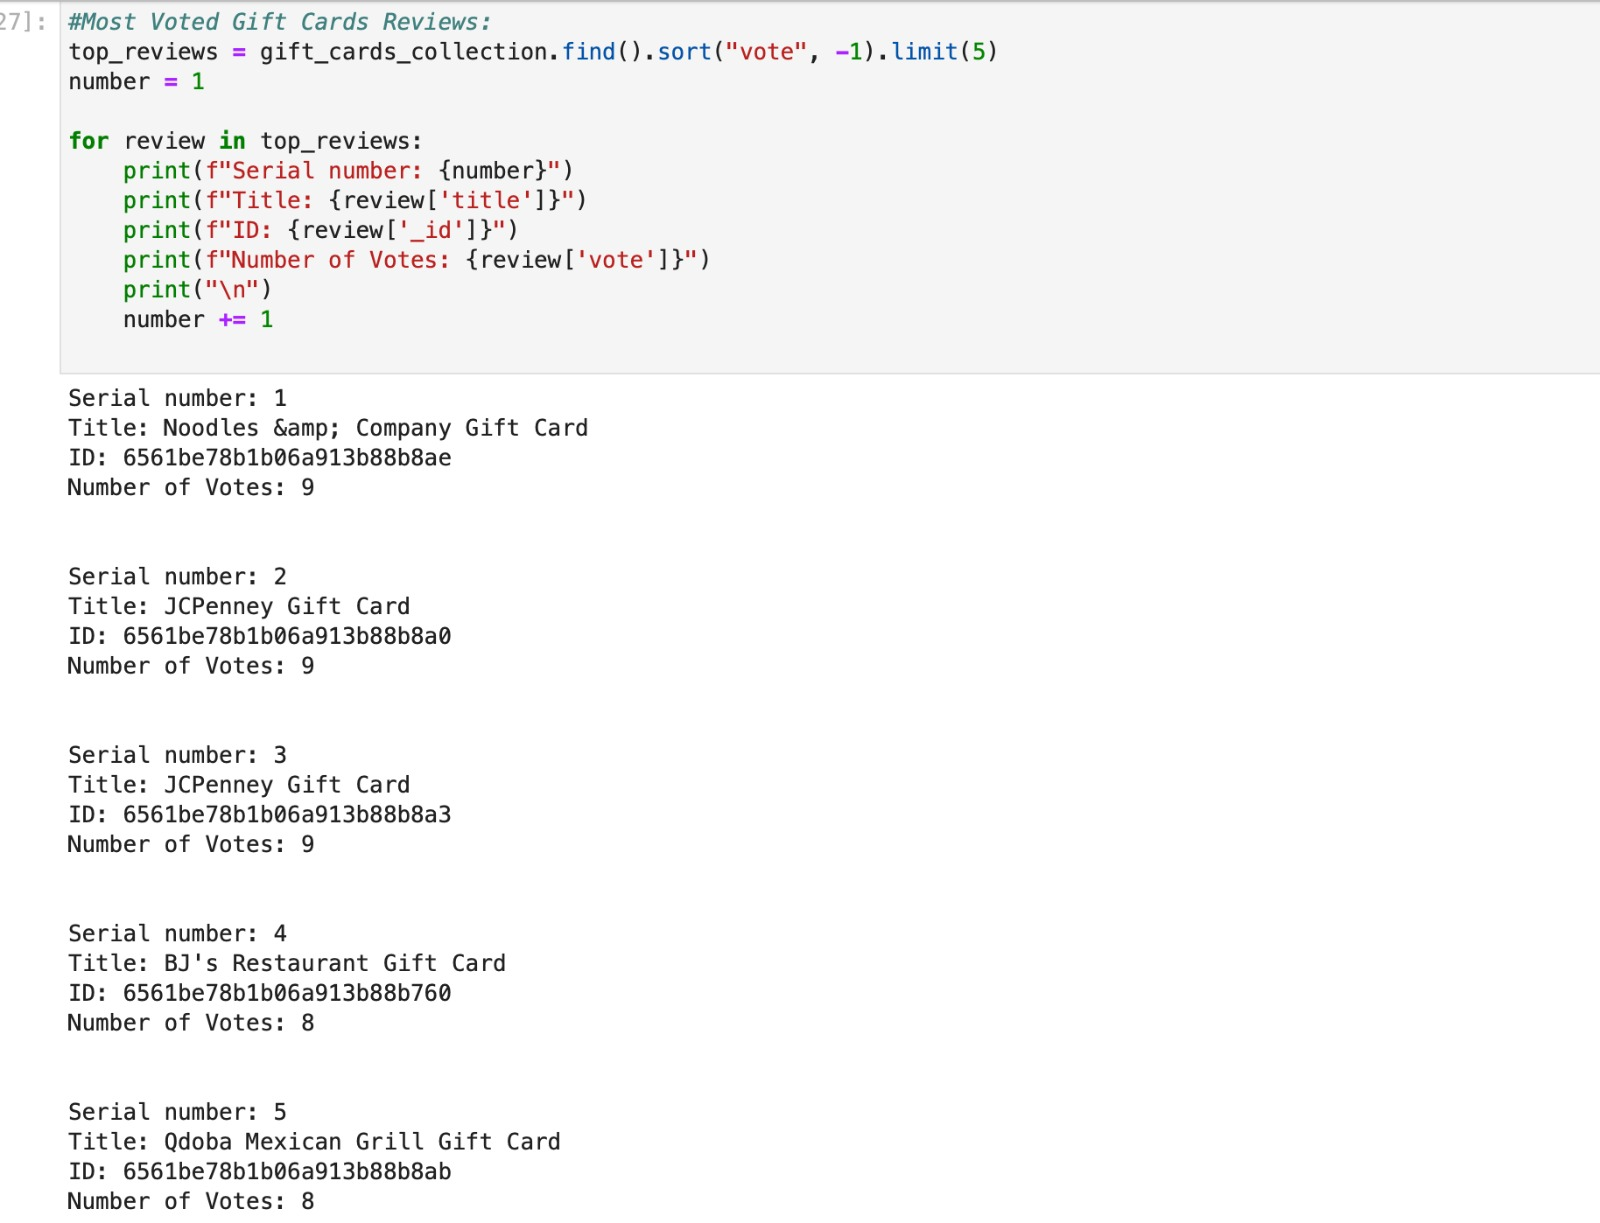 27]:
#Most Voted Gift Cards Reviews:
top_reviews = gift_cards_collection.find().sort("vote", -1).limit(5)
number = 1
for review in top_reviews:
    print(f"Serial number: {number}")
    print(f"Title: {review['title']}")
    print(f"ID: {review['_id']}")
    print(f"Number of Votes: {review['vote']}")
    print("\n")
    number += 1
Serial number: 1
Title: Noodles &amp; Company Gift Card
ID: 6561be78b1b06a913b88b8ae
Number of Votes: 9
Serial number: 2
Title: JCPenney Gift Card
ID: 6561be78b1b06a913b88b8a0
Number of Votes: 9
Serial number: 3
Title: JCPenney Gift Card
ID: 6561be78b1b06a913b88b8a3
Number of Votes: 9
Serial number: 4
Title: BJ's Restaurant Gift Card
ID: 6561be78b1b06a913b88b760
Number of Votes: 8
Serial number: 5
Title: Qdoba Mexican Grill Gift Card
ID: 6561be78b1b06a913b88b8ab
Number of Votes: 8